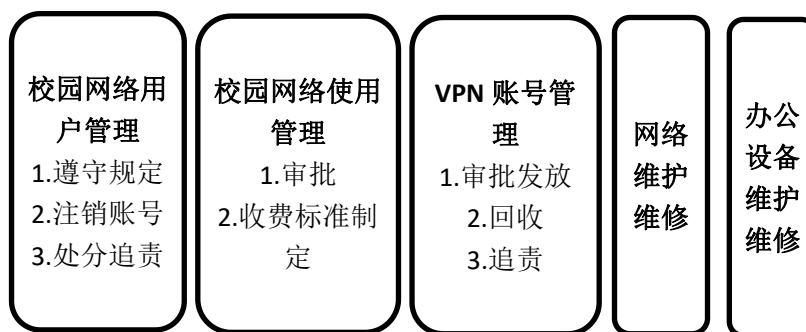 校园网络用
户管理
1.遵守规定
2.注销账号
3.处分追责
校园网络使用
管理
1.审批
2.收费标准制
定
VPN 账号管
理
1.审批发放
2.回收
3.追责
网络
维护
维修
办公
设备
维护
维修